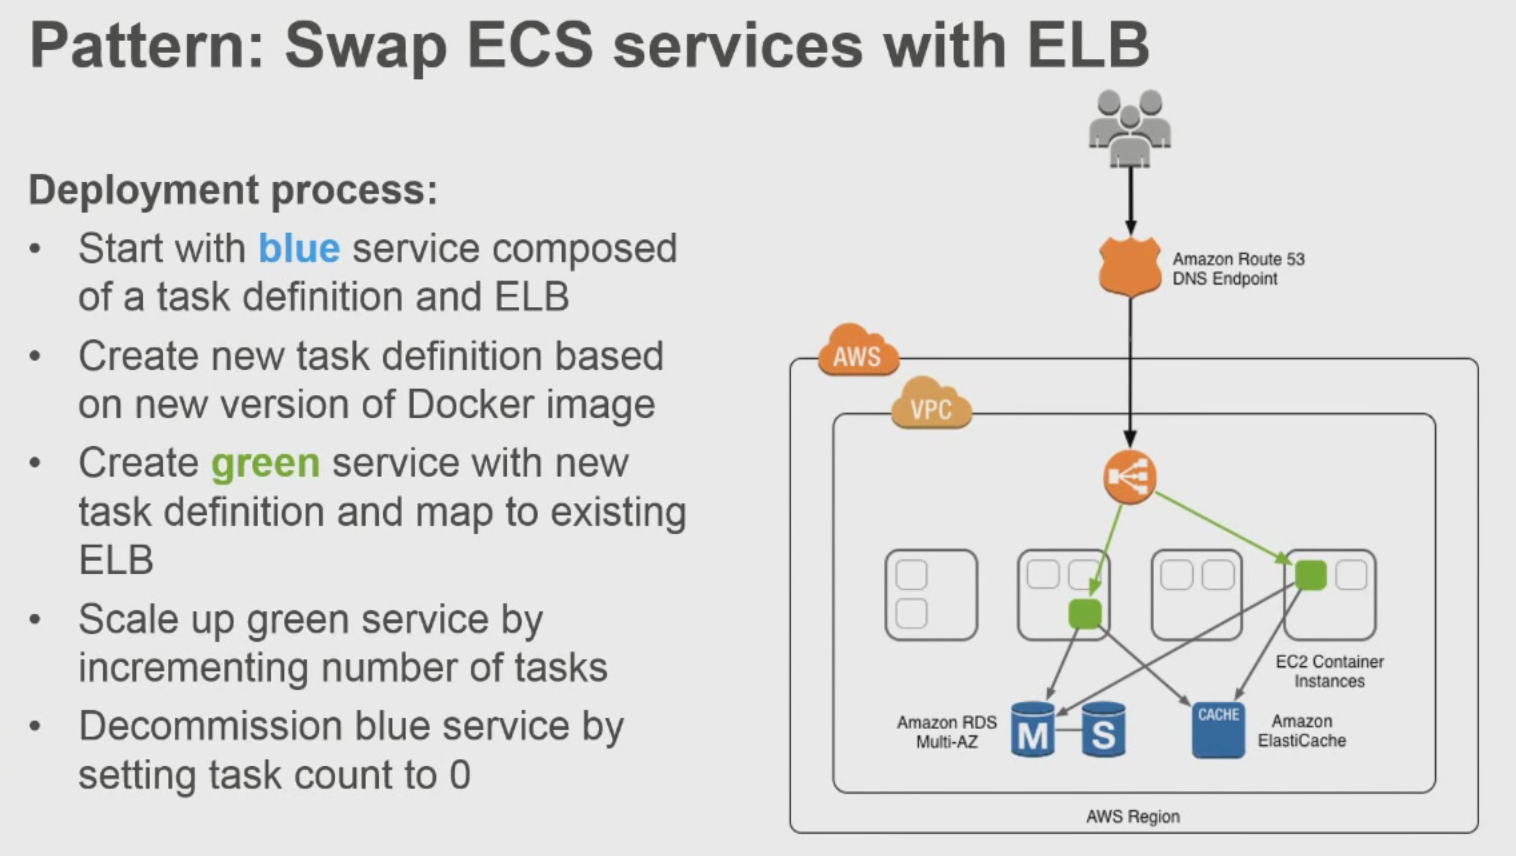 Pattern: Swap ECS services with ELB
Deployment process:
• Start with blue service composed
of a task definition and ELB
• Create new task definition based
on new version of Docker image
• Create green service with new
task definition and map to existing
ELB
• Scale up green service by
incrementing number of tasks
• Decommission blue service by
setting task count to 0
Amazon Route 53
DNS Endpoint
AWS
VPC
EC2 Container
Instances
Amazon RDS
Multi-AZ
M
S
CACHE
Amazon
ElastiCache
AWS Region